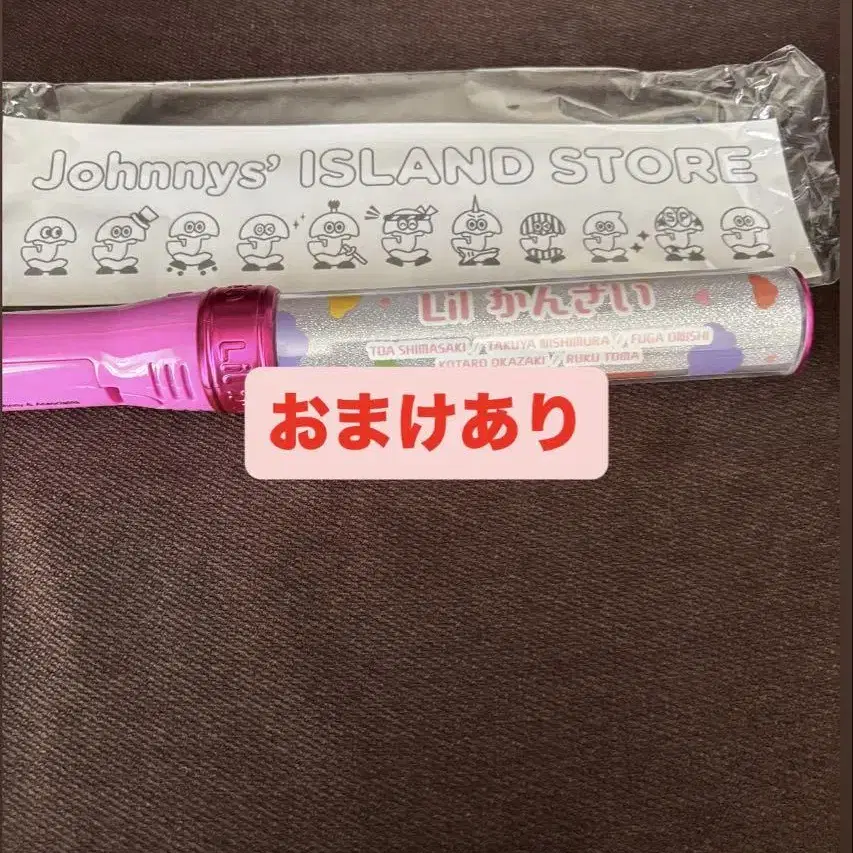 Johnnys' ISLAND STORE
SP
Lil かんさい
TOA SHIMASAKI // TAKUYA NISHIMURA // FUGA ONISHI
KOTARO OKAZAKI // RUKU TOMA
おまけあり